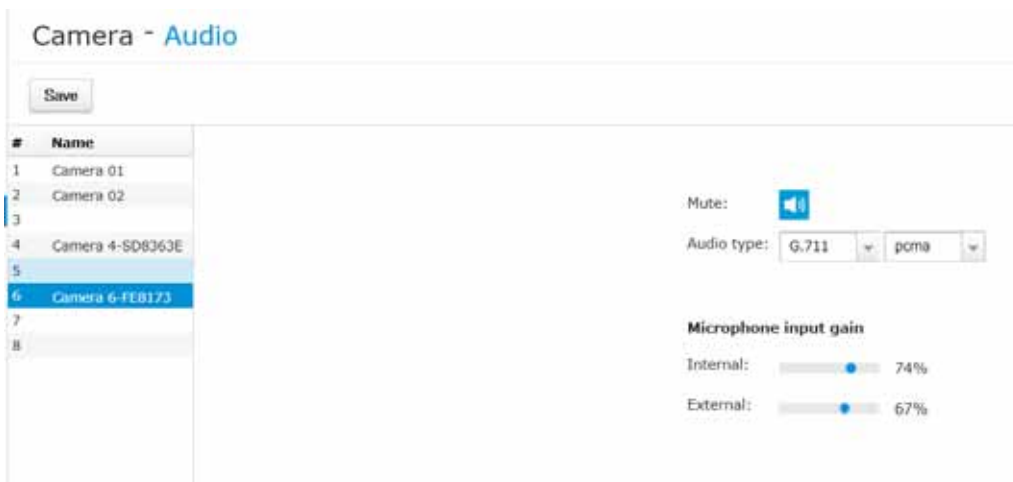 Camera - Audio
Save
# Name
1 Camera 01
2 Camera 02
3
4 Camera 4-SD8363E
5
6 Camera 6-FE8173
7
8
Mute:
Audio type: G.711 pcma
Microphone input gain
Internal: 74%
External: 67%